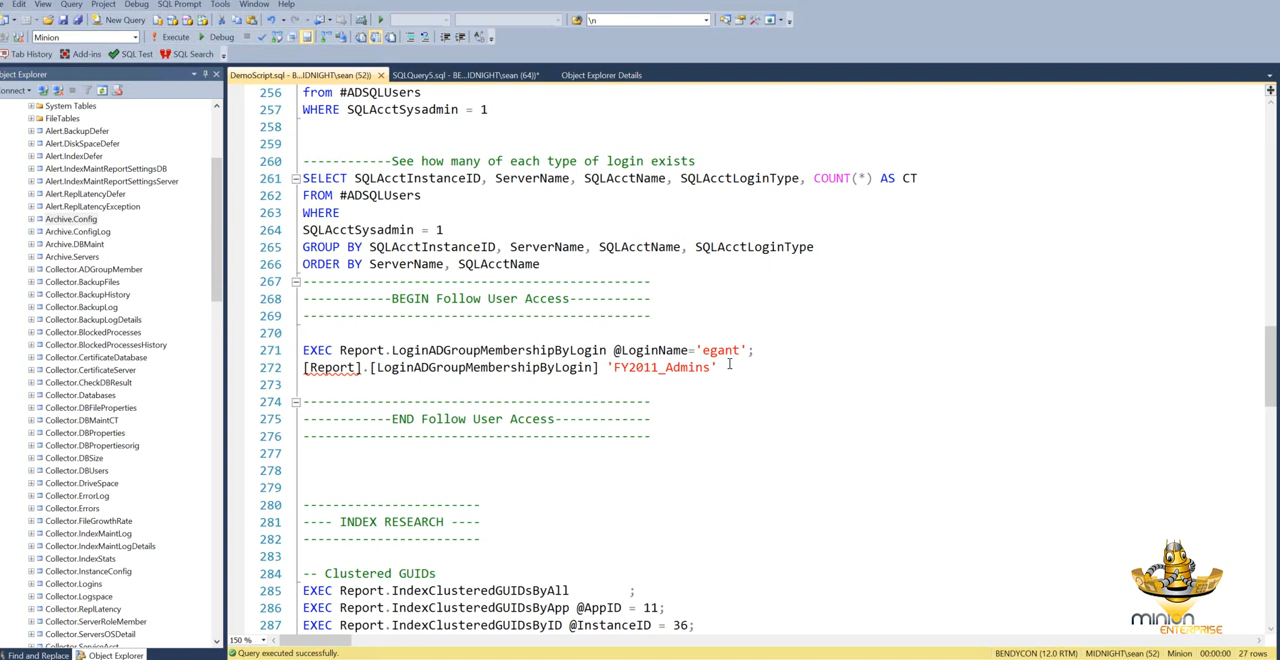 Edit View Query Project Debug SQL Prompt Tools Window Help
New Query \n
Minion Execute Debug
Tab History Add-ins SQL Test SQL Search
Object Explorer
Connect
System Tables
FileTables
Alert.BackupDefer
Alert.DiskSpaceDefer
Alert.IndexDefer
Alert.IndexMaintReportSettingsDB
Alert.IndexMaintReportSettingsServer
Alert.ReplLatencyDefer
Alert.ReplLatencyException
Archive.Config
Archive.ConfigLog
Archive.DBMaint
Archive.Servers
Collector.ADGroupMember
Collector.BackupFiles
Collector.BackupHistory
Collector.BackupLog
Collector.BackupLogDetails
Collector.BlockedProcesses
Collector.BlockedProcessesHistory
Collector.CertificateDatabase
Collector.CertificateServer
Collector.CheckDBResult
Collector.Databases
Collector.DBFileProperties
Collector.DBMaintCT
Collector.DBProperties
Collector.DBPropertiesorig
Collector.DBSize
Collector.DBUsers
Collector.DriveSpace
Collector.ErrorLog
Collector.Errors
Collector.FileGrowthRate
Collector.IndexMaintLog
Collector.IndexMaintLogDetails
Collector.IndexStats
Collector.InstanceConfig
Collector.Logins
Collector.Logspace
Collector.ReplLatency
Collector.ServerRoleMember
Collector.ServersOSDetail
Collector.ServiceAcct
Find and Replace Object Explorer
DemoScript.sql - B...IDNIGHT\sean (52)) SQLQuery5.sql - BE...IDNIGHT\sean (64))* Object Explorer Details
256 from #ADSQLUsers
257 WHERE SQLAcctSysadmin = 1
258
259
260 ------------See how many of each type of login exists
261 SELECT SQLAcctInstanceID, ServerName, SQLAcctName, SQLAcctLoginType, COUNT(*) AS CT
262 FROM #ADSQLUsers
263 WHERE
264 SQLAcctSysadmin = 1
265 GROUP BY SQLAcctInstanceID, ServerName, SQLAcctName, SQLAcctLoginType
266 ORDER BY ServerName, SQLAcctName
267 -----------------------------------------------
268 ------------BEGIN Follow User Access-----------
269 -----------------------------------------------
270
271 EXEC Report.LoginADGroupMembershipByLogin @LoginName='egant';
272 [Report].[LoginADGroupMembershipByLogin] 'FY2011_Admins'
273
274 -----------------------------------------------
275 ------------END Follow User Access-------------
276 -----------------------------------------------
277
278
279
280 ------------------------
281 ---- INDEX RESEARCH ----
282 ------------------------
283
284 -- Clustered GUIDs
285 EXEC Report.IndexClusteredGUIDsByAll ;
286 EXEC Report.IndexClusteredGUIDsByApp @AppID = 11;
287 EXEC Report.IndexClusteredGUIDsByID @InstanceID = 36;
150 %
Query executed successfully. BENDYCON (12.0 RTM) MIDNIGHT\sean (52) Minion 00:00:00 27 rows
minion
ENTERPRISE